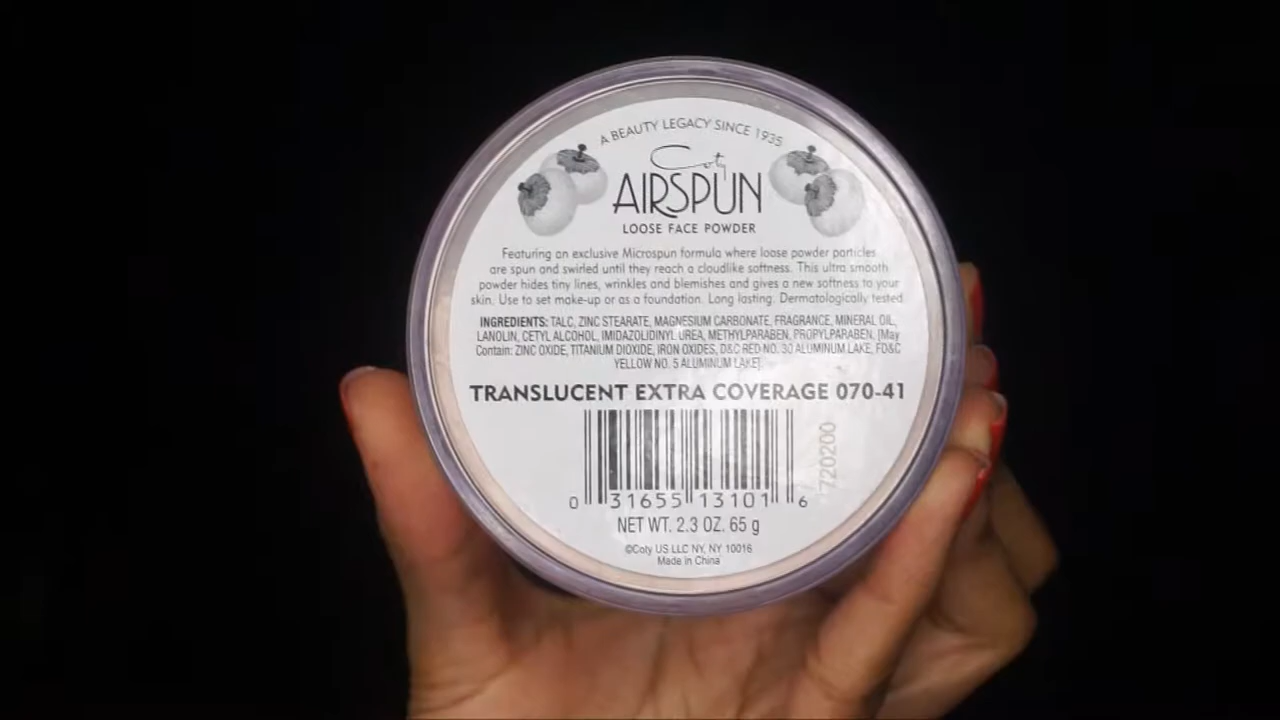 A BEAUTY LEGACY SINCE 1935
Coty
AIRSPUN
LOOSE FACE POWDER
Featuring an exclusive Microspun formula where loose powder particles
are spun and swirled until they reach a cloudlike softness. This ultra smooth
powder hides tiny lines, wrinkles and blemishes and gives a new softness to your
skin. Use to set make-up or as a foundation. Long lasting. Dermatologically tested
INGREDIENTS: TALC, ZINC STEARATE, MAGNESIUM CARBONATE, FRAGRANCE, MINERAL OIL,
LANOLIN, CETYL ALCOHOL, IMIDAZOLIDINYL UREA, METHYLPARABEN, PROPYLPARABEN, [May
Contain: ZINC OXIDE, TITANIUM DIOXIDE, IRON OXIDES, D&C RED NO. 30 ALUMINUM LAKE, FD&C
YELLOW NO. 5 ALUMINUM LAKE].
TRANSLUCENT EXTRA COVERAGE 070-41
720200
0 31655 13101 6
NET WT. 2.3 OZ. 65 g
©Coty US LLC NY, NY 10016
Made in China